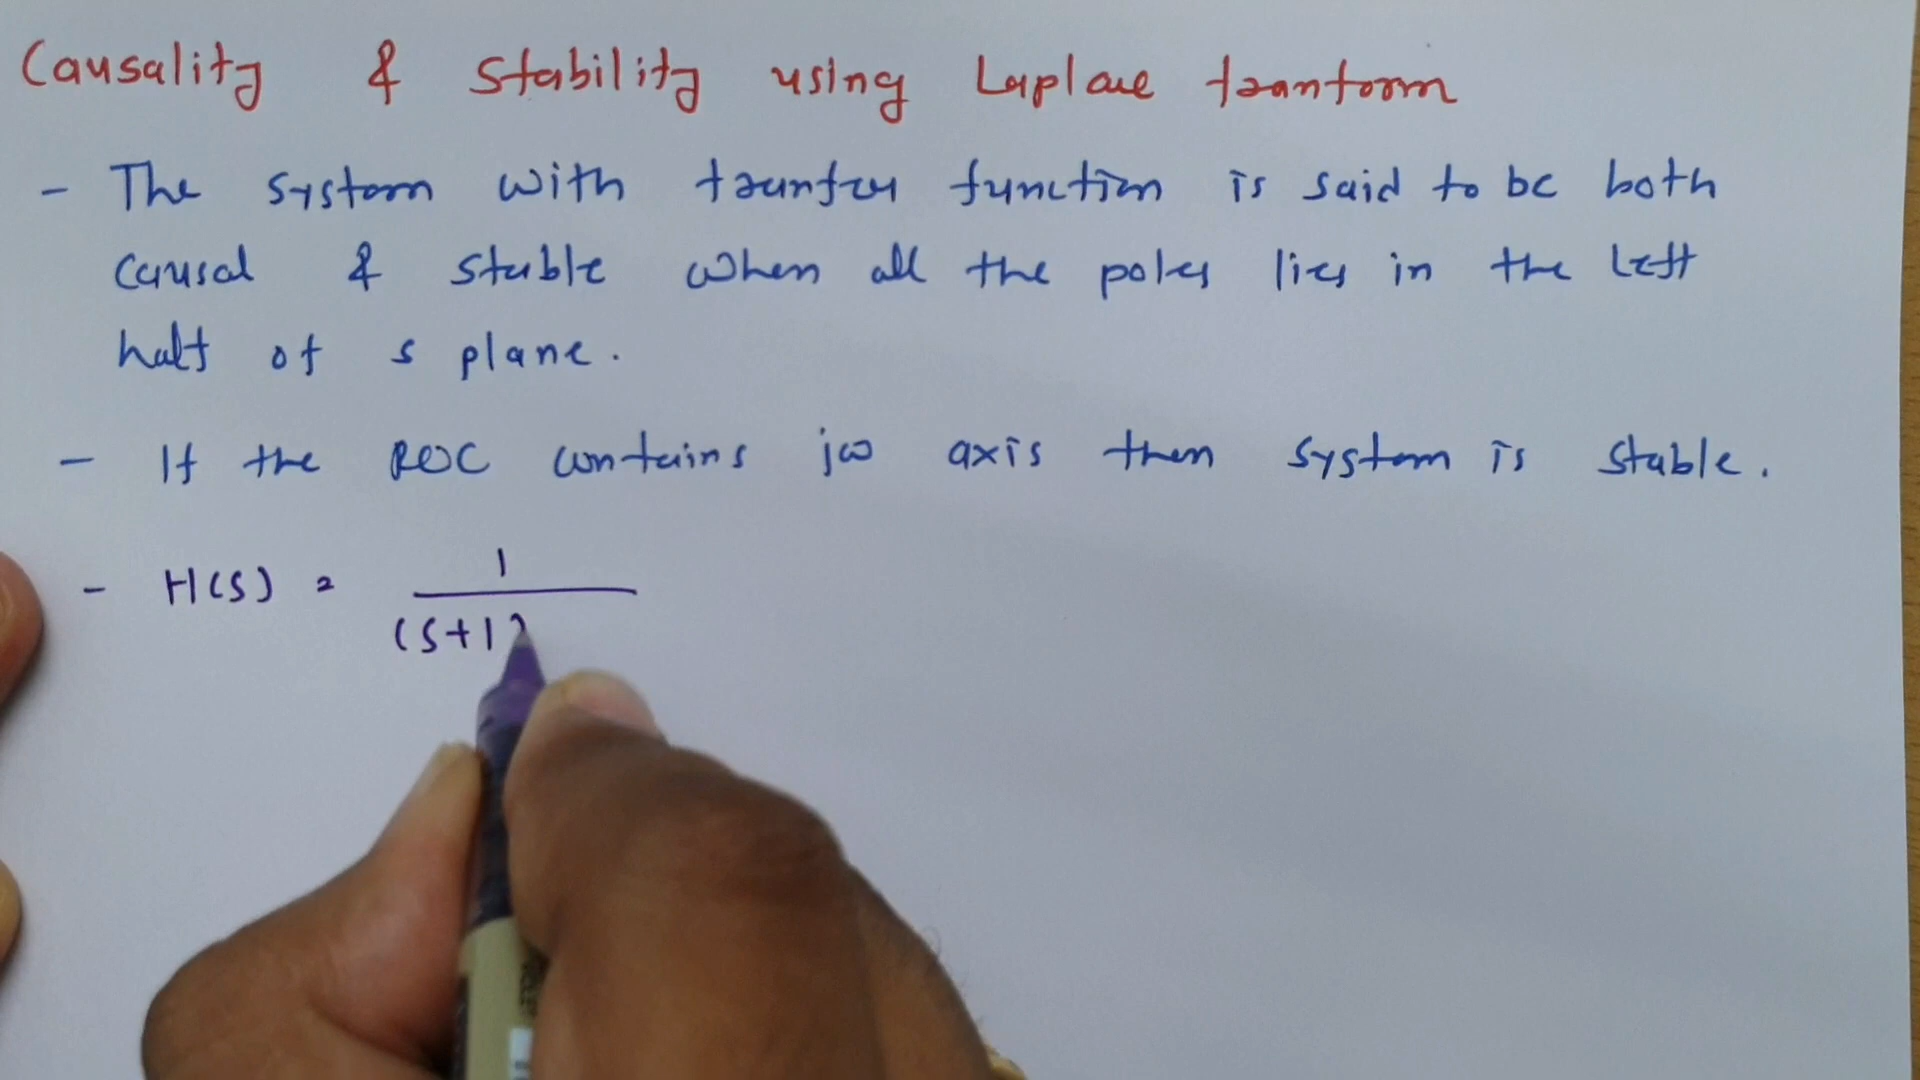 Causality & Stability using Laplace tranform
- The system with transfer function is said to be both
causal & stable when all the poles lies in the left
half of s plane.
- If the ROC contains jω axis then system is stable.
- H(s) = 1
(s+1)